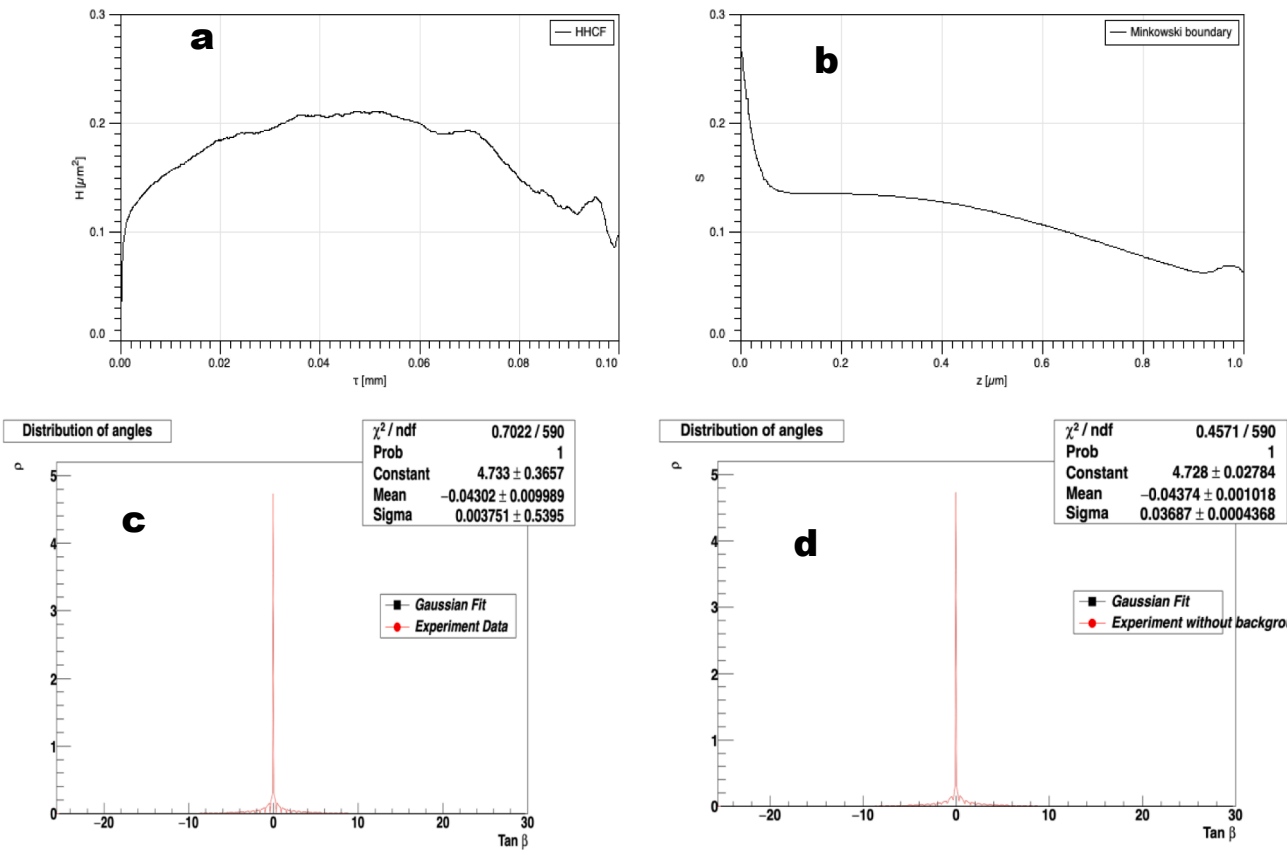 a
HHCF
0.3
0.2
0.1
0.0
H [µm²]
0.00 0.02 0.04 0.06 0.08 0.10
τ [mm]
b
Minkowski boundary
0.3
0.2
0.1
0.0
S
0.0 0.2 0.4 0.6 0.8 1.0
z [µm]
Distribution of angles
χ² / ndf 0.7022 / 590
Prob 1
Constant 4.733 ± 0.3657
Mean −0.04302 ± 0.009989
Sigma 0.003751 ± 0.5395
ρ
5
4
3
2
1
0
c
Gaussian Fit
Experiment Data
−20 −10 0 10 20 30
Tan β
Distribution of angles
χ² / ndf 0.4571 / 590
Prob 1
Constant 4.728 ± 0.02784
Mean −0.04374 ± 0.001018
Sigma 0.03687 ± 0.0004368
ρ
5
4
3
2
1
0
d
Gaussian Fit
Experiment without backgrou
−20 −10 0 10 20 30
Tan β